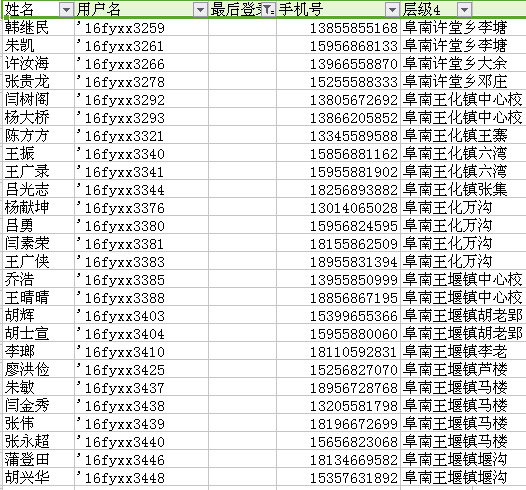 姓名 用户名 最后登录 手机号 层级4
韩继民 '16fyxx3259 13855855168 阜南许堂乡李塘
朱凯 '16fyxx3261 15956868133 阜南许堂乡李塘
许汝海 '16fyxx3266 13966558870 阜南许堂乡大余
张贵龙 '16fyxx3278 15255588333 阜南许堂乡邓庄
闫树阁 '16fyxx3292 13805672692 阜南王化镇中心校
杨大桥 '16fyxx3293 13866205852 阜南王化镇中心校
陈方方 '16fyxx3321 13345589588 阜南王化镇王寨
王振 '16fyxx3340 15856881162 阜南王化镇六湾
王广录 '16fyxx3341 15955881902 阜南王化镇六湾
吕光志 '16fyxx3344 18256893882 阜南王化镇张集
杨献坤 '16fyxx3376 13014065028 阜南王化万沟
吕勇 '16fyxx3380 15956824595 阜南王化万沟
闫素荣 '16fyxx3381 18155862509 阜南王化万沟
王广侠 '16fyxx3383 18955831394 阜南王化万沟
乔浩 '16fyxx3385 13955850999 阜南王堰镇中心校
王晴晴 '16fyxx3388 18856867195 阜南王堰镇中心校
胡辉 '16fyxx3403 15399655366 阜南王堰镇胡老郢
胡士宣 '16fyxx3404 15955880060 阜南王堰镇胡老郢
李瑯 '16fyxx3410 18110592831 阜南王堰镇李老
廖洪俭 '16fyxx3425 15256827070 阜南王堰镇芦楼
朱敏 '16fyxx3437 18956728768 阜南王堰镇马楼
闫金秀 '16fyxx3438 13205581798 阜南王堰镇马楼
张伟 '16fyxx3439 18196672699 阜南王堰镇马楼
张永超 '16fyxx3440 15656823068 阜南王堰镇马楼
蒲登田 '16fyxx3446 18134669582 阜南王堰镇堰沟
胡兴华 '16fyxx3448 15357631892 阜南王堰镇堰沟